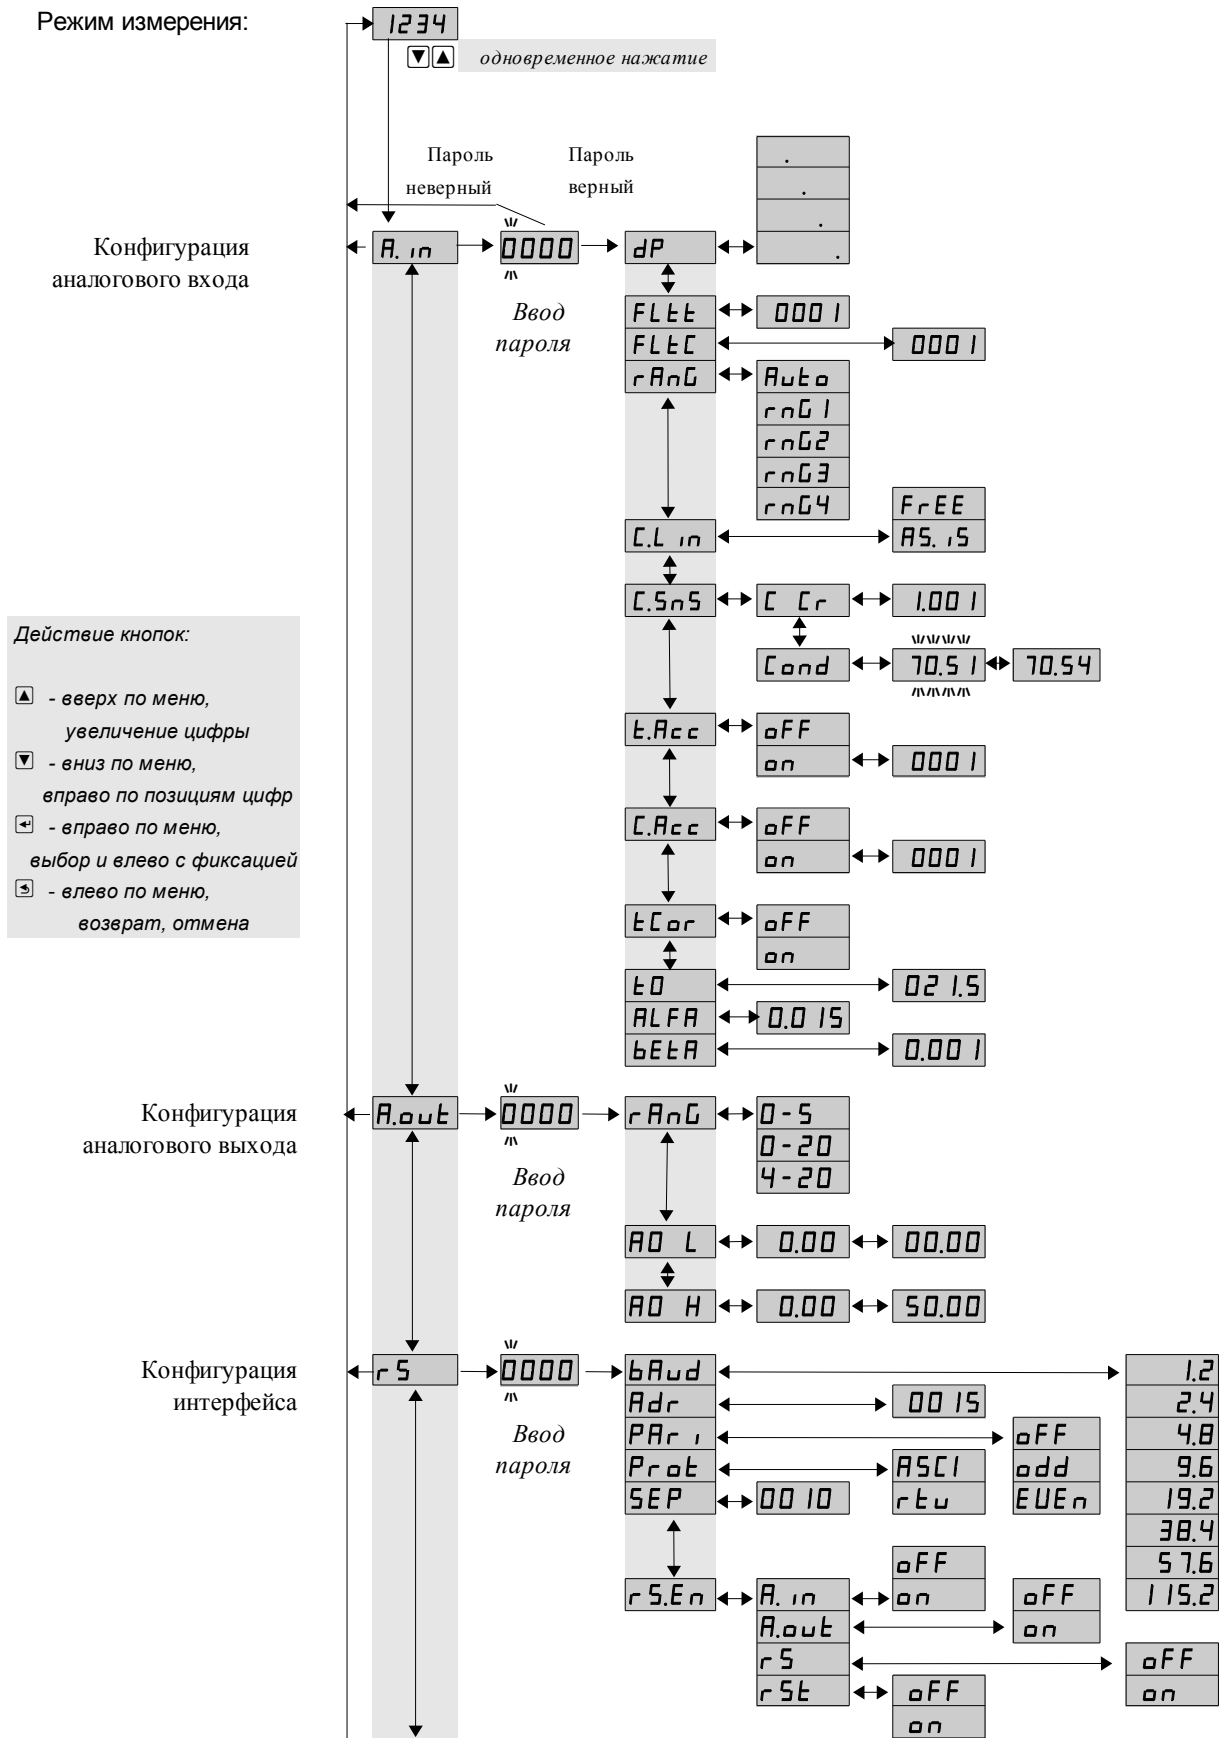 Режим измерения:
1234
одновременное нажатие
Пароль неверный
Пароль верный
Конфигурация аналогового входа
A.in
0000
Ввод пароля
dP
.
.
.
.
FLtt
0001
FLtC
0001
rAnG
Auto
rnG1
rnG2
rnG3
rnG4
C.Lin
FrEE
AS.iS
C.SnS
C Cr
1.001
Cond
70.51
70.54
t.Acc
oFF
on
0001
C.Acc
oFF
on
0001
tCor
oFF
on
t0
021.5
ALFA
0.015
bEtA
0.001
Действие кнопок:
- вверх по меню,
увеличение цифры
- вниз по меню,
вправо по позициям цифр
- вправо по меню,
выбор и влево с фиксацией
- влево по меню,
возврат, отмена
Конфигурация аналогового выхода
A.out
0000
Ввод пароля
rAnG
0-5
0-20
4-20
AO L
0.00
00.00
AO H
0.00
50.00
Конфигурация интерфейса
rS
0000
Ввод пароля
bAud
1.2
2.4
4.8
9.6
19.2
38.4
57.6
115.2
Adr
0015
PAri
oFF
odd
EUEn
Prot
ASCI
rtu
SEP
0010
rS.En
A.in
oFF
on
A.out
oFF
on
rS
oFF
on
rSt
oFF
on